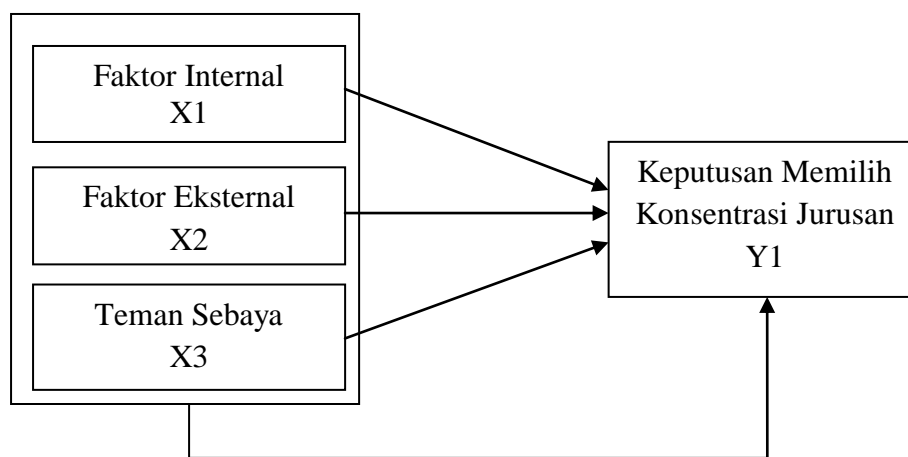 Faktor Internal
X1
Faktor Eksternal
X2
Teman Sebaya
X3
Keputusan Memilih
Konsentrasi Jurusan
Y1